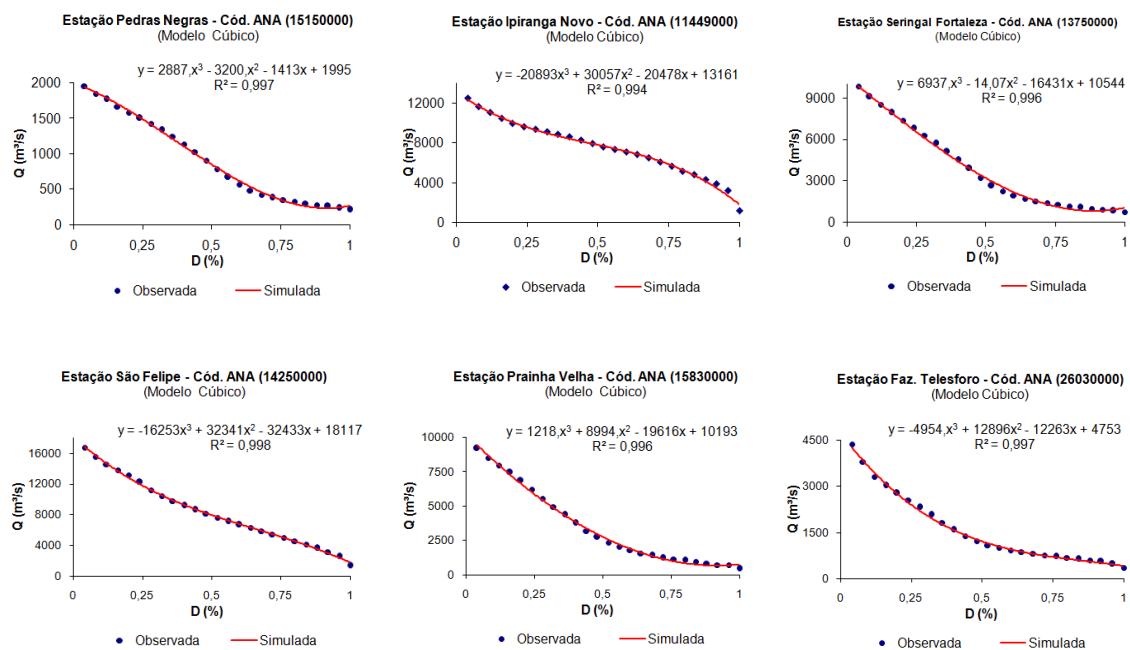 Estação Pedras Negras - Cód. ANA (15150000)
(Modelo Cúbico)
y = 2887,x³ - 3200,x² - 1413x + 1995
R² = 0,997
Q (m³/s)
2000
1500
1000
500
0
0 0,25 0,5 0,75 1
D (%)
Observada Simulada
Estação Ipiranga Novo - Cód. ANA (11449000)
(Modelo Cúbico)
y = -20893x³ + 30057x² - 20478x + 13161
R² = 0,994
Q (m³/s)
12000
8000
4000
0
0 0,25 0,5 0,75 1
D (%)
Observada Simulada
Estação Seringal Fortaleza - Cód. ANA (13750000)
(Modelo Cúbico)
y = 6937,x³ - 14,07x² - 16431x + 10544
R² = 0,996
Q (m³/s)
9000
6000
3000
0
0 0,25 0,5 0,75 1
D (%)
Observada Simulada
Estação São Felipe - Cód. ANA (14250000)
(Modelo Cúbico)
y = -16253x³ + 32341x² - 32433x + 18117
R² = 0,998
Q (m³/s)
16000
12000
8000
4000
0
0 0,25 0,5 0,75 1
D (%)
Observada Simulada
Estação Prainha Velha - Cód. ANA (15830000)
(Modelo Cúbico)
y = 1218,x³ + 8994,x² - 19616x + 10193
R² = 0,996
Q (m³/s)
10000
7500
5000
2500
0
0 0,25 0,5 0,75 1
D (%)
Observada Simulada
Estação Faz. Telesforo - Cód. ANA (26030000)
(Modelo Cúbico)
y = -4954,x³ + 12896x² - 12263x + 4753
R² = 0,997
Q (m³/s)
4500
3000
1500
0
0 0,25 0,5 0,75 1
D (%)
Observada Simulada